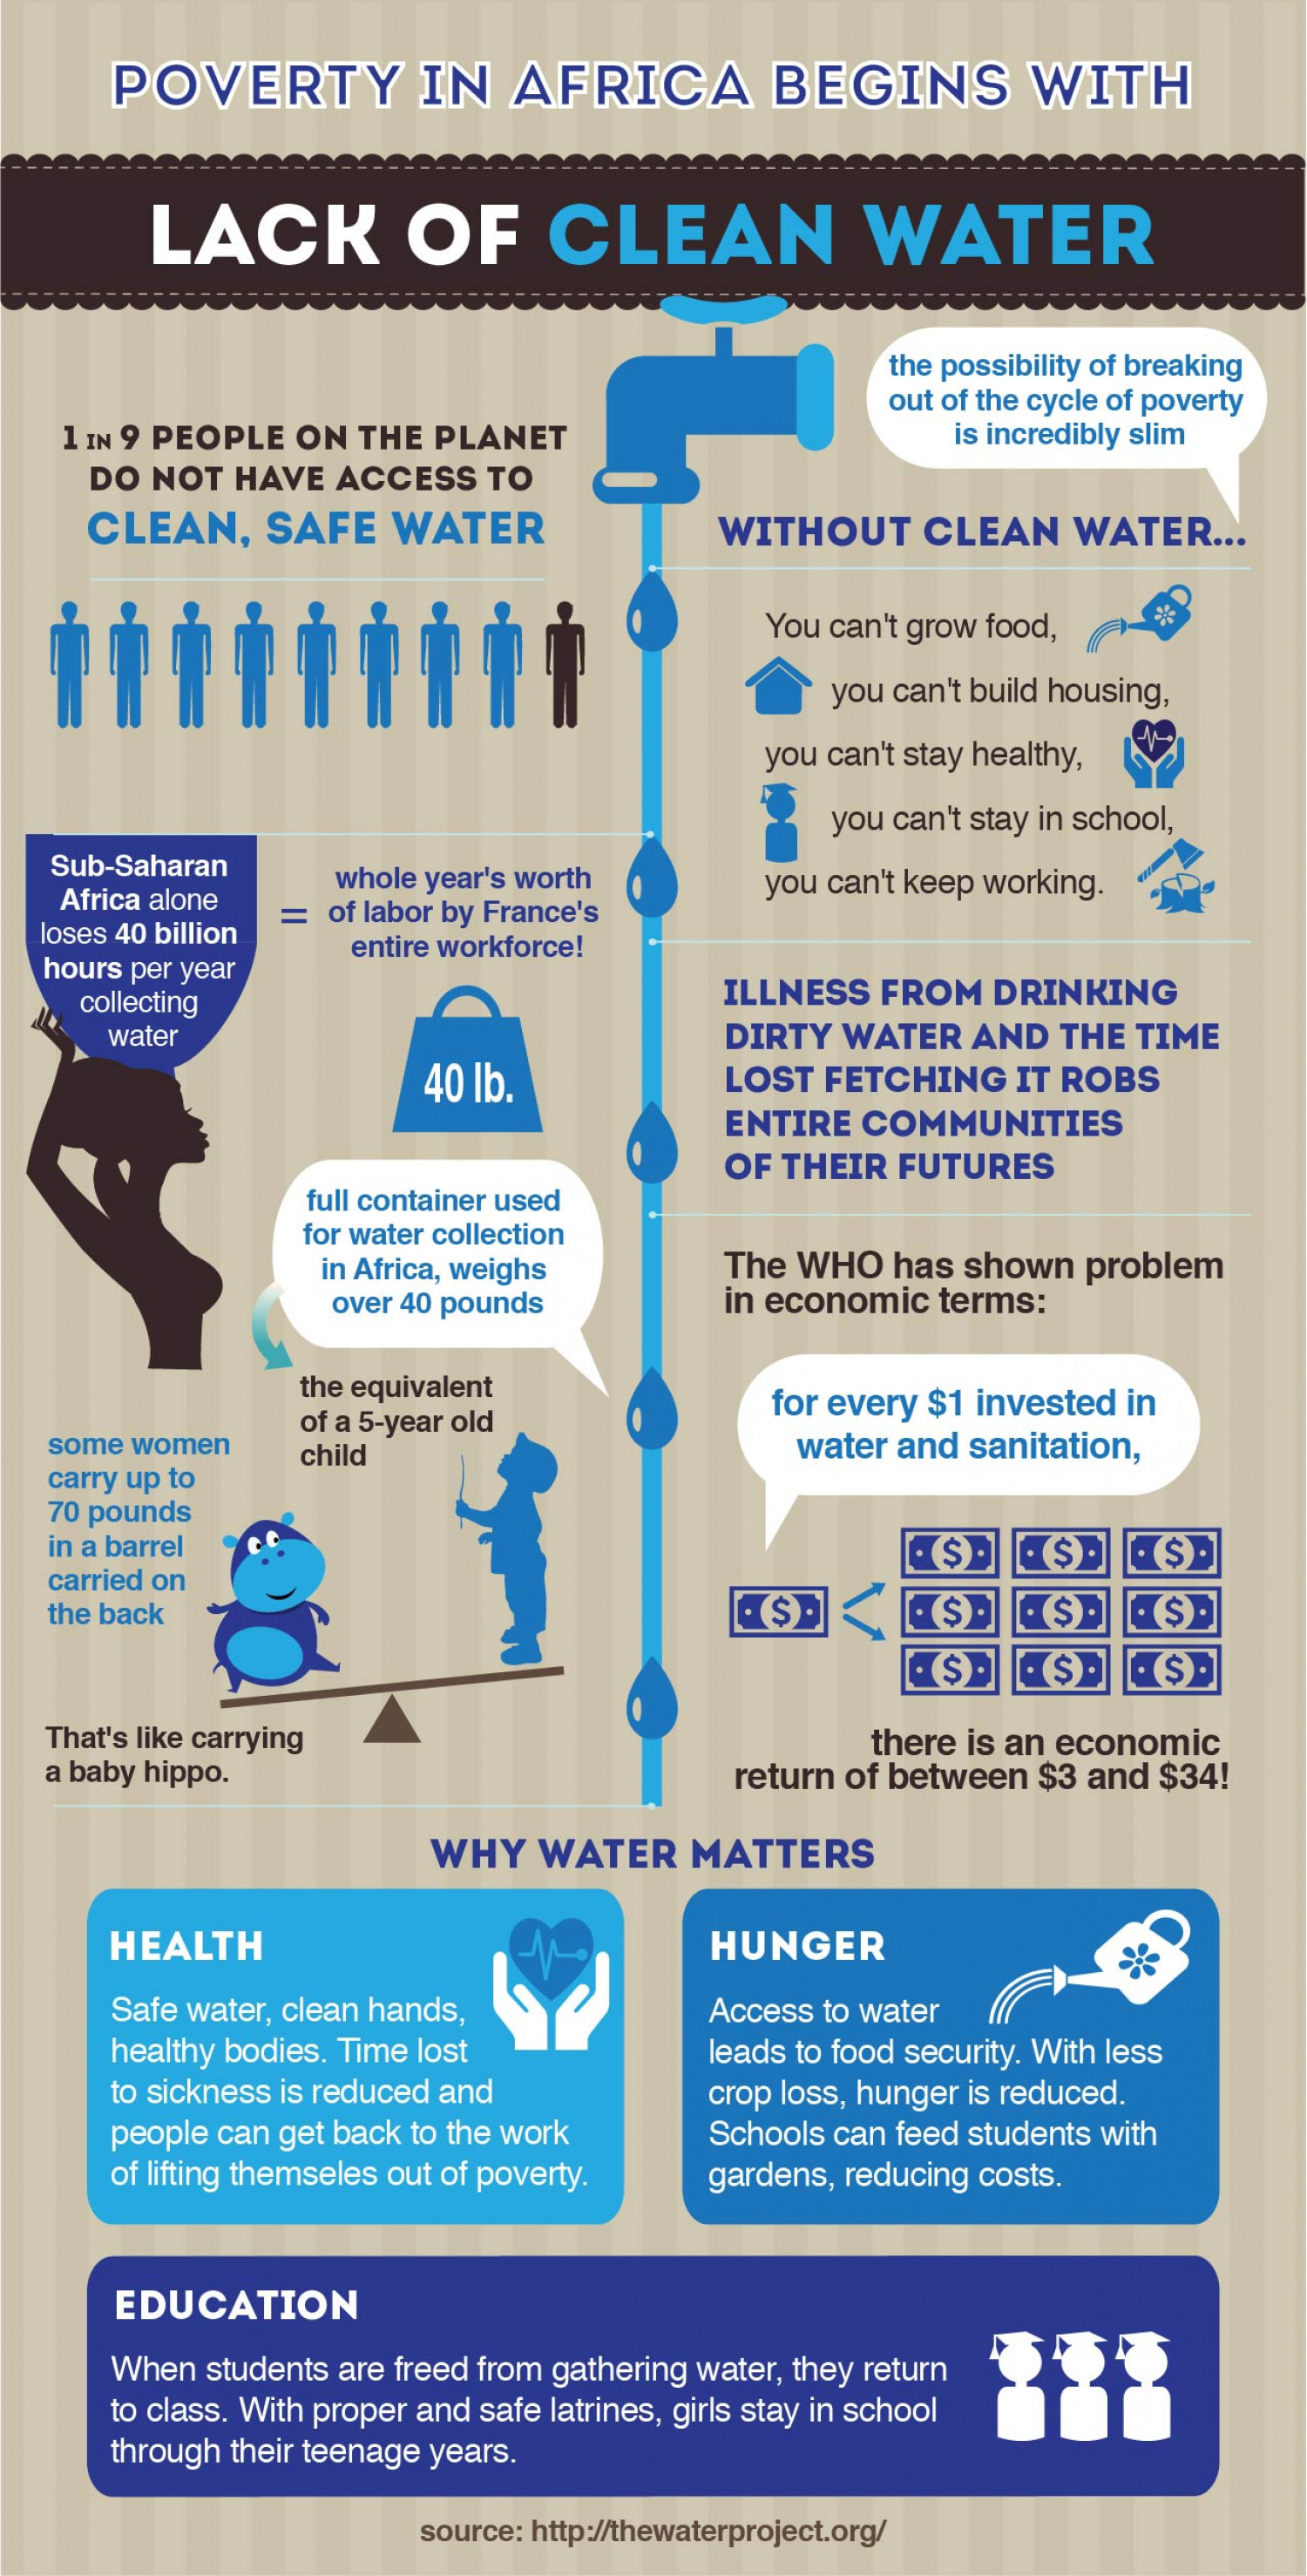 POVERTY IN AFRICA BEGINS WITH
LACK OF CLEAN WATER
1 IN 9 PEOPLE ON THE PLANET
DO NOT HAVE ACCESS TO
CLEAN, SAFE WATER
the possibility of breaking
out of the cycle of poverty
is incredibly slim
WITHOUT CLEAN WATER...
You can't grow food,
you can't build housing,
you can't stay healthy,
you can't stay in school,
you can't keep working.
Sub-Saharan
Africa alone
loses 40 billion
hours per year
collecting
water
=
whole year's worth
of labor by France's
entire workforce!
40 lb.
full container used
for water collection
in Africa, weighs
over 40 pounds
the equivalent
of a 5-year old
child
some women
carry up to
70 pounds
in a barrel
carried on
the back
That's like carrying
a baby hippo.
ILLNESS FROM DRINKING
DIRTY WATER AND THE TIME
LOST FETCHING IT ROBS
ENTIRE COMMUNITIES
OF THEIR FUTURES
The WHO has shown problem
in economic terms:
for every $1 invested in
water and sanitation,
$ $ $
$ $ $ $
$ $ $
there is an economic
return of between $3 and $34!
WHY WATER MATTERS
HEALTH
Safe water, clean hands,
healthy bodies. Time lost
to sickness is reduced and
people can get back to the work
of lifting themseles out of poverty.
HUNGER
Access to water
leads to food security. With less
crop loss, hunger is reduced.
Schools can feed students with
gardens, reducing costs.
EDUCATION
When students are freed from gathering water, they return
to class. With proper and safe latrines, girls stay in school
through their teenage years.
source: http://thewaterproject.org/